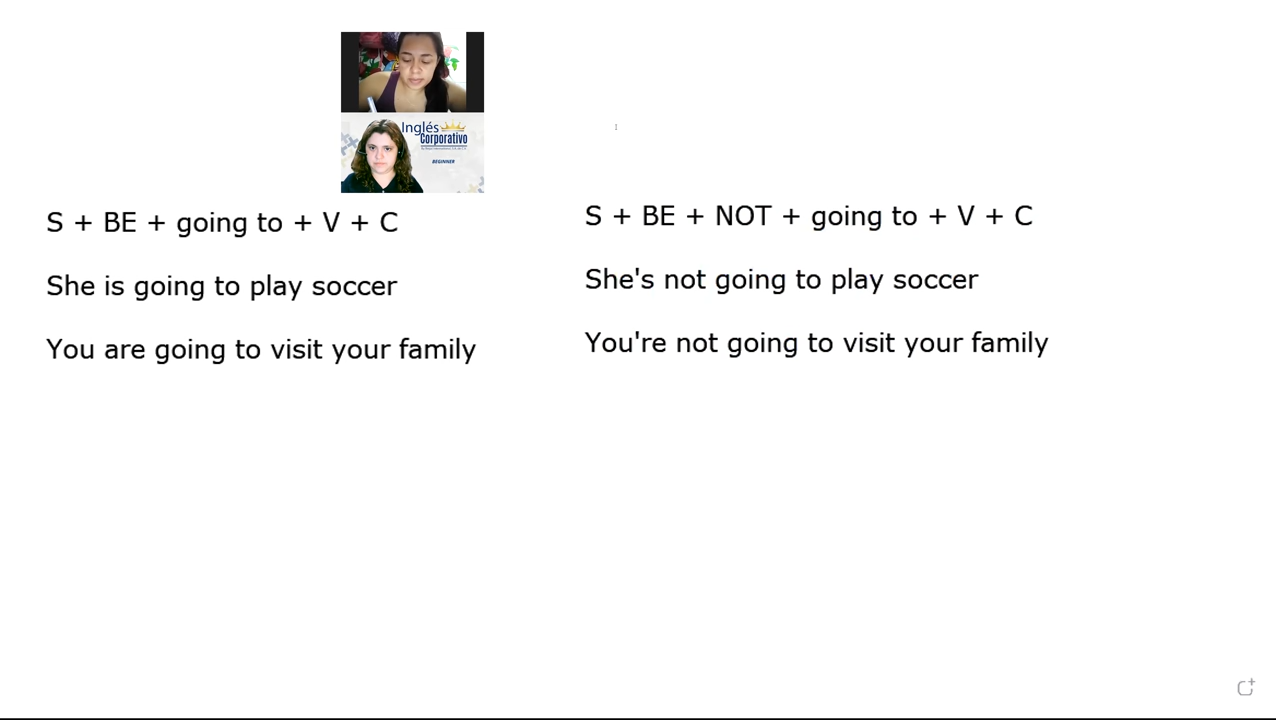 Inglés
Corporativo
BEGINNER
S + BE + going to + V + C
She is going to play soccer
You are going to visit your family
S + BE + NOT + going to + V + C
She's not going to play soccer
You're not going to visit your family